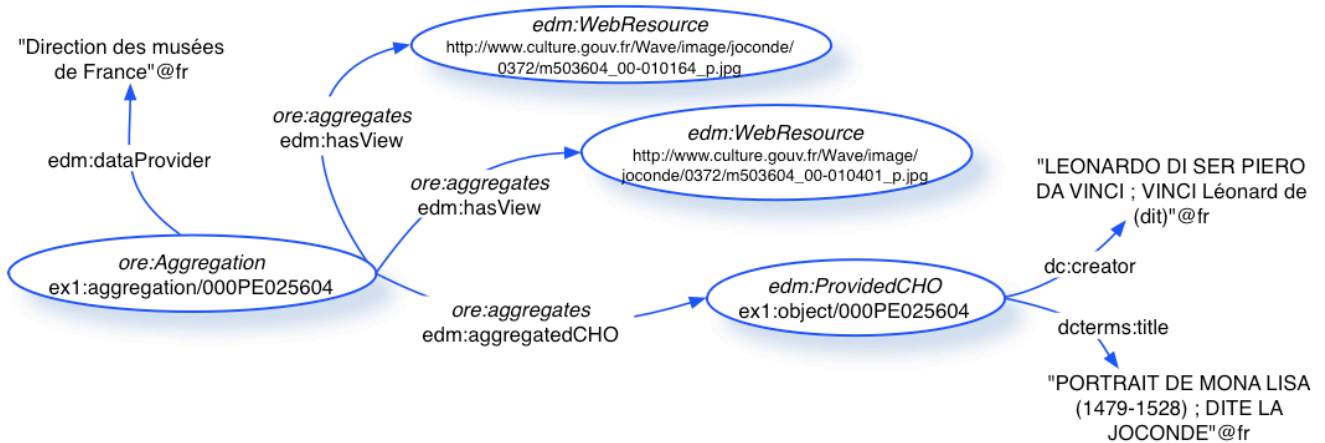 "Direction des musées
de France"@fr
edm:dataProvider
ore:Aggregation
ex1:aggregation/000PE025604
ore:aggregates
edm:hasView
edm:WebResource
http://www.culture.gouv.fr/Wave/image/joconde/
0372/m503604_00-010164_p.jpg
ore:aggregates
edm:hasView
edm:WebResource
http://www.culture.gouv.fr/Wave/image/
joconde/0372/m503604_00-010401_p.jpg
ore:aggregates
edm:aggregatedCHO
edm:ProvidedCHO
ex1:object/000PE025604
dc:creator
"LEONARDO DI SER PIERO
DA VINCI ; VINCI Léonard de
(dit)"@fr
dcterms:title
"PORTRAIT DE MONA LISA
(1479-1528) ; DITE LA
JOCONDE"@fr